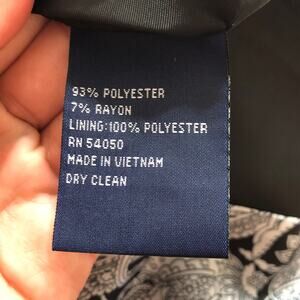 93% POLYESTER
7% RAYON
LINING:100% POLYESTER
RN 54050
MADE IN VIETNAM
DRY CLEAN